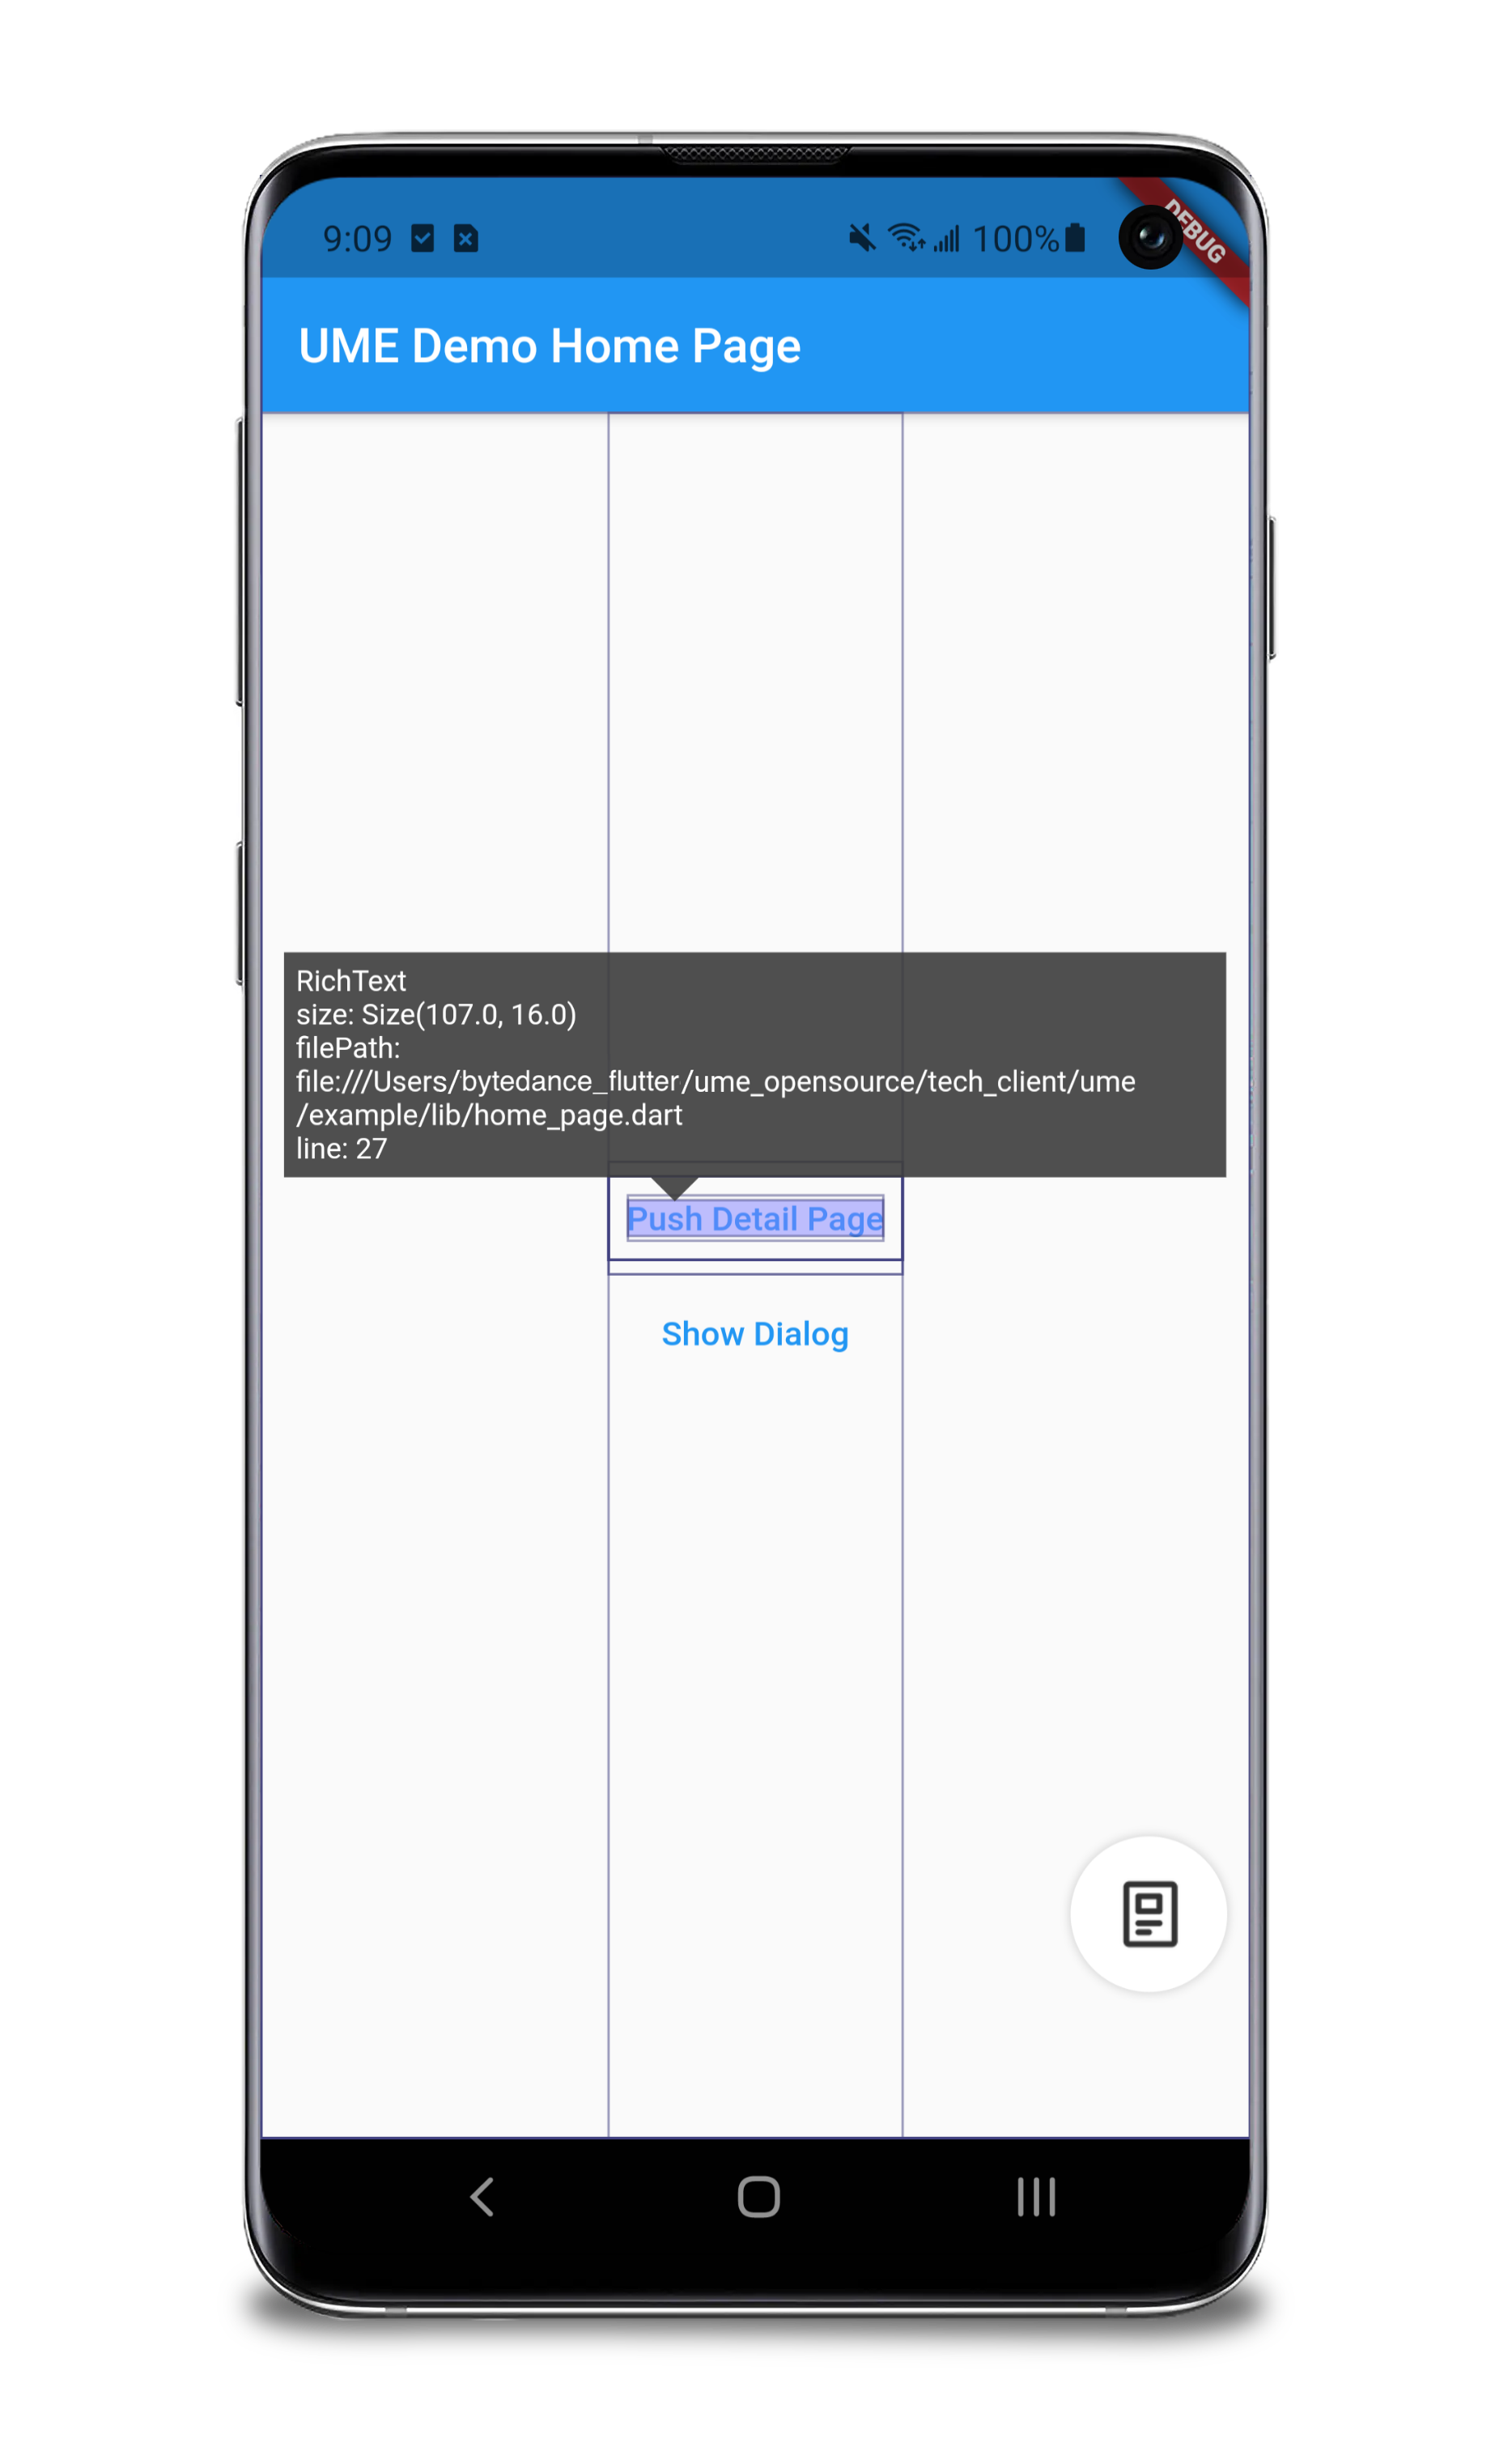 9:09
100%
DEBUG
UME Demo Home Page
RichText
size: Size(107.0, 16.0)
filePath:
file:///Users/bytedance_flutter/ume_opensource/tech_client/ume
/example/lib/home_page.dart
line: 27
Push Detail Page
Show Dialog